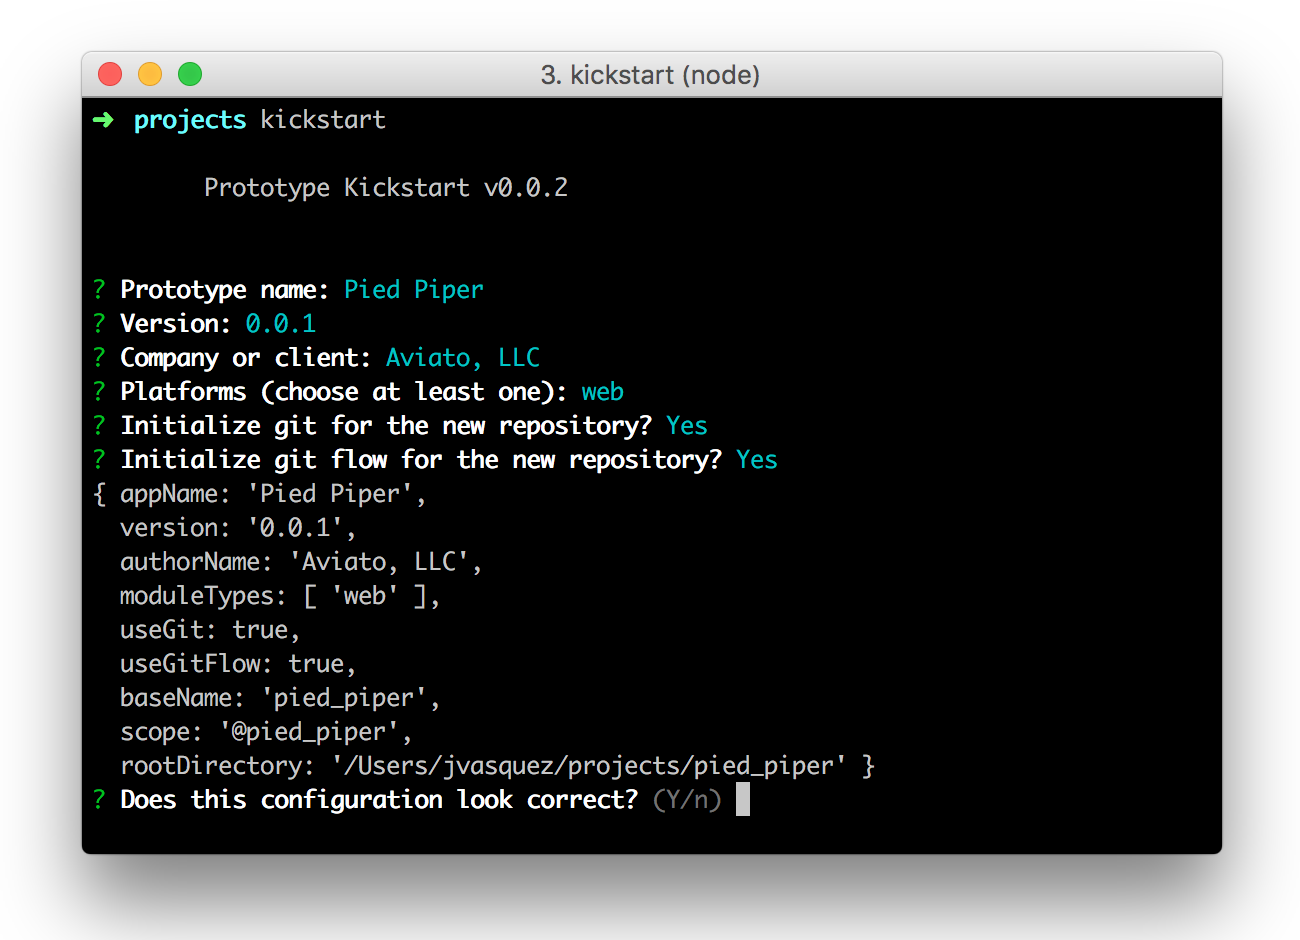 3. kickstart (node)
➜ projects kickstart
Prototype Kickstart v0.0.2
? Prototype name: Pied Piper
? Version: 0.0.1
? Company or client: Aviato, LLC
? Platforms (choose at least one): web
? Initialize git for the new repository? Yes
? Initialize git flow for the new repository? Yes
{ appName: 'Pied Piper',
version: '0.0.1',
authorName: 'Aviato, LLC',
moduleTypes: [ 'web' ],
useGit: true,
useGitFlow: true,
baseName: 'pied_piper',
scope: '@pied_piper',
rootDirectory: '/Users/jvasquez/projects/pied_piper' }
? Does this configuration look correct? (Y/n)